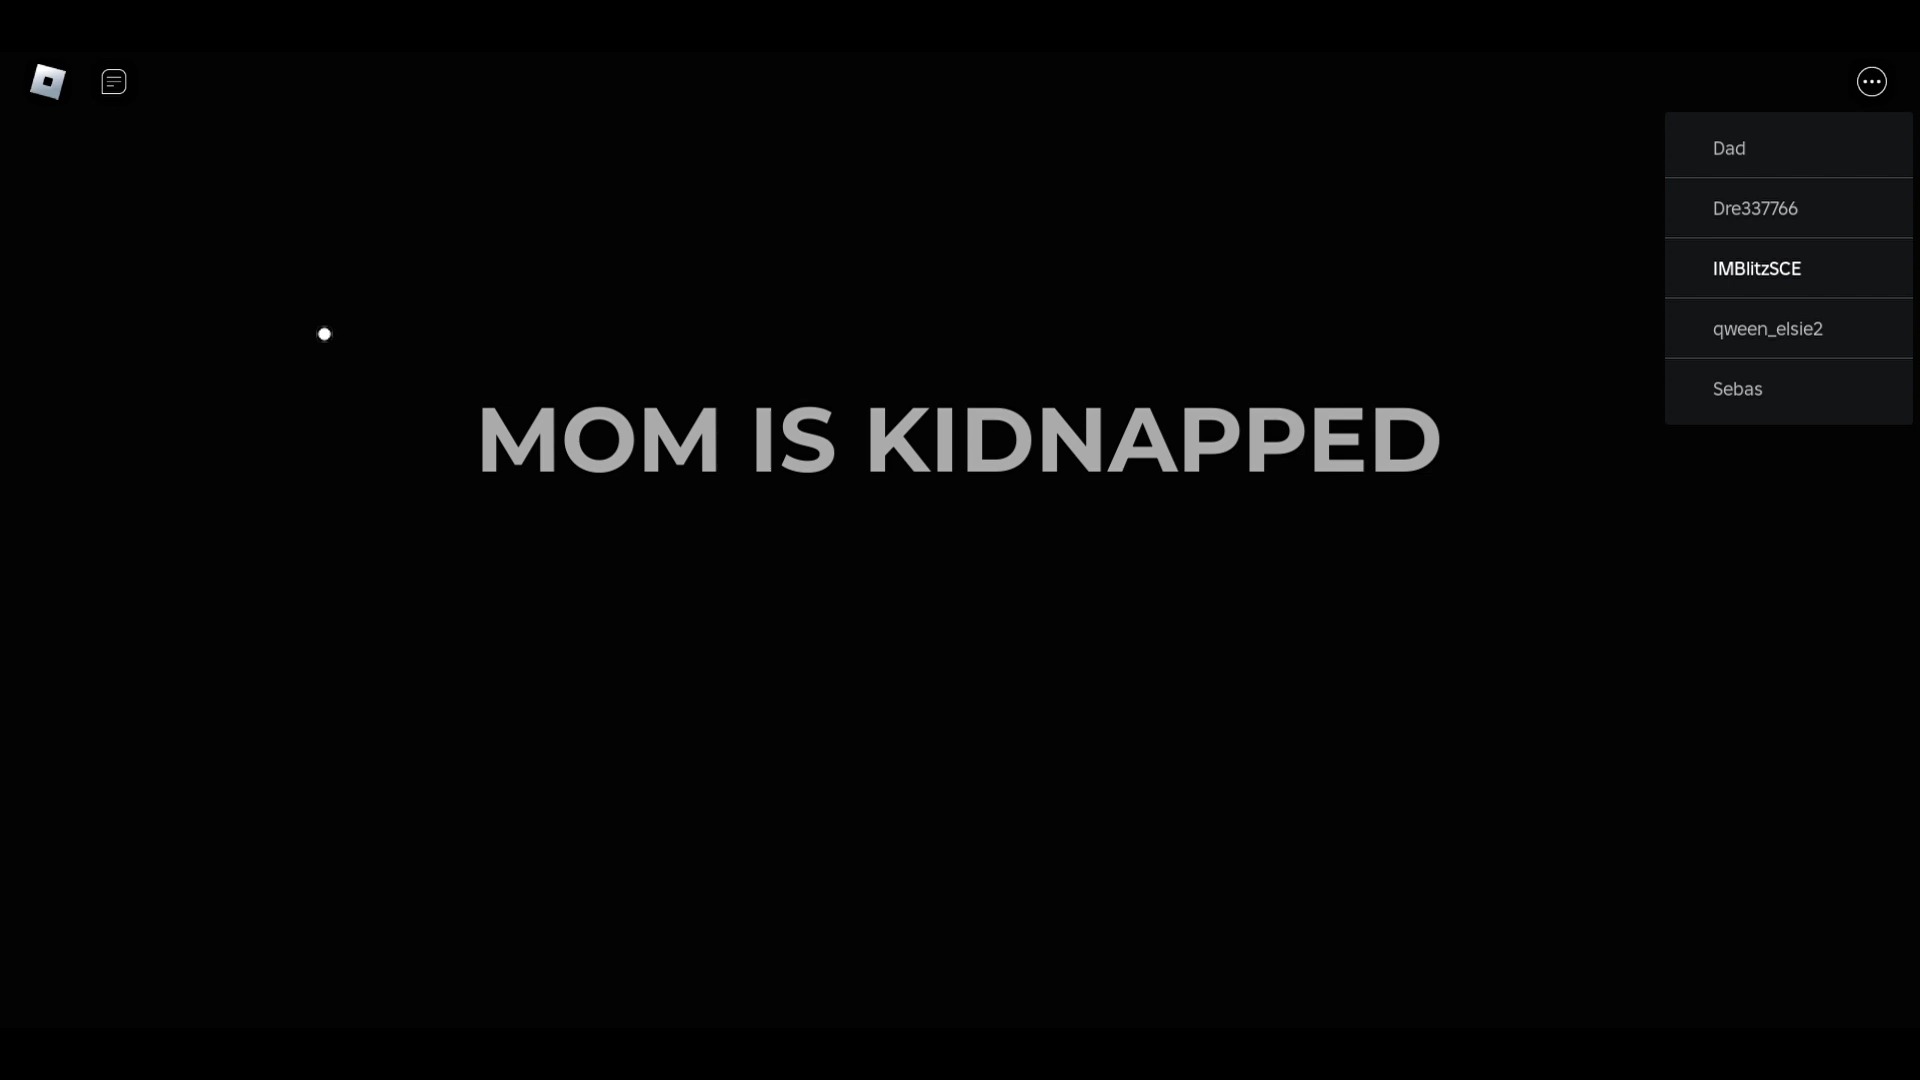 Dad
Dre337766
IMBlitzSCE
qween_elsie2
Sebas
MOM IS KIDNAPPED